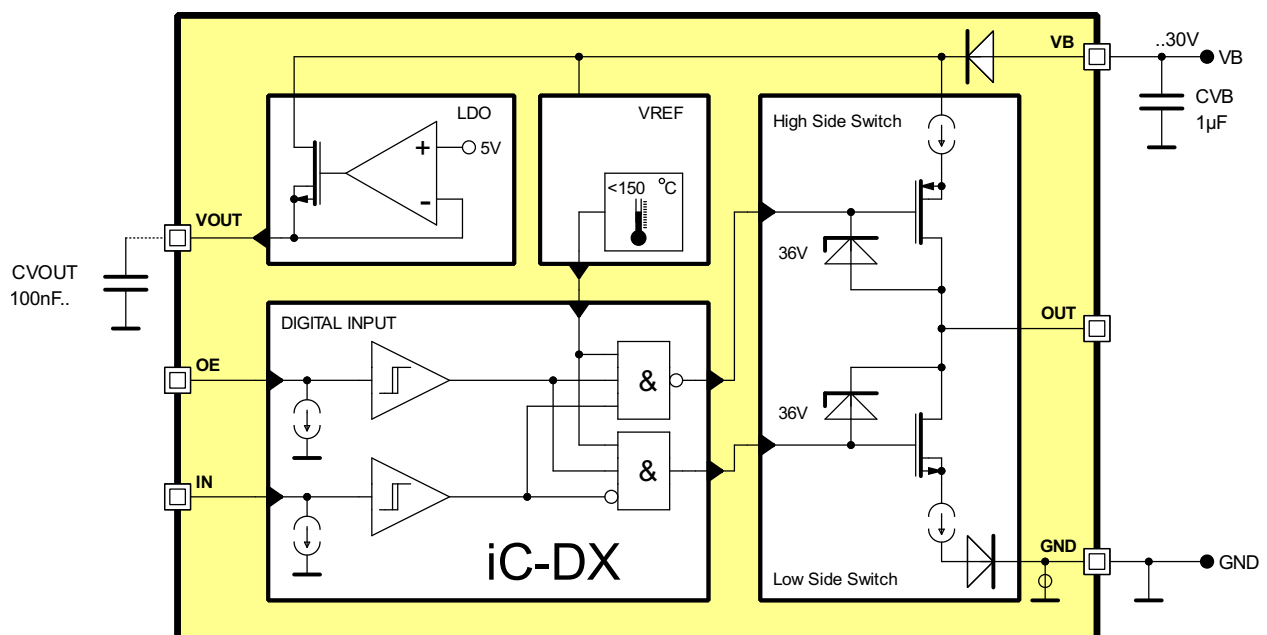 VB
..30V
VB
CVB
1µF
LDO
+
5V
-
VREF
<150 °C
High Side Switch
VOUT
CVOUT
100nF..
36V
DIGITAL INPUT
OUT
OE
&
36V
&
IN
iC-DX
GND
GND
Low Side Switch